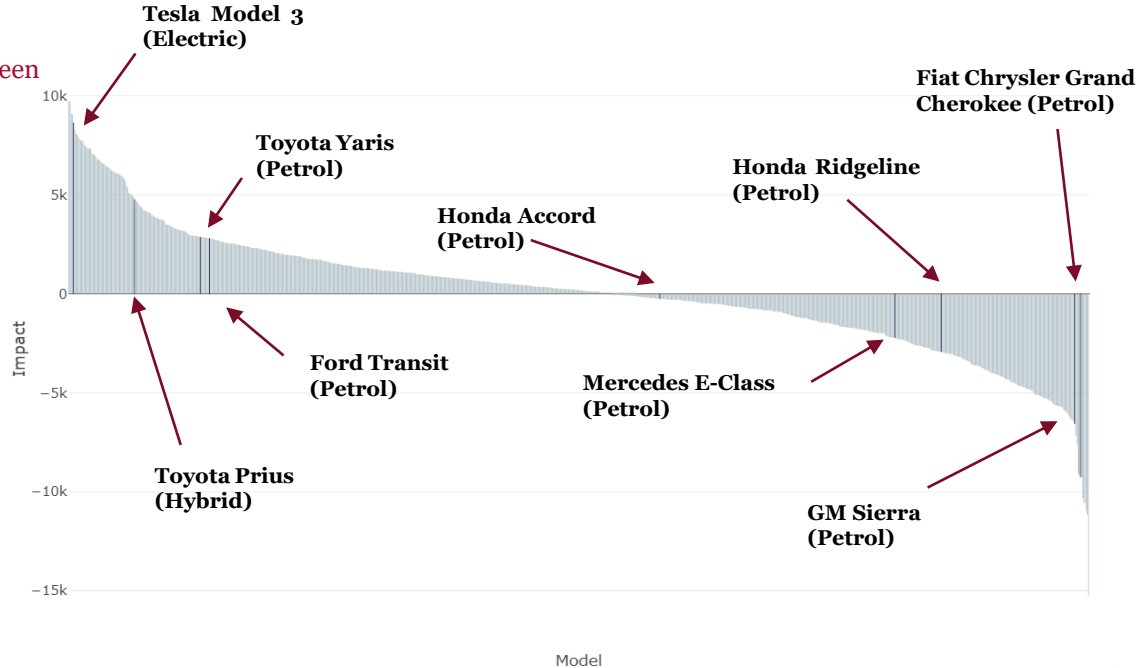 Tesla Model 3
(Electric)
een
Fiat Chrysler Grand
Cherokee (Petrol)
10k
Toyota Yaris
(Petrol)
Honda Ridgeline
(Petrol)
5k
Honda Accord
(Petrol)
0
Impact
Ford Transit
(Petrol)
Mercedes E-Class
(Petrol)
−5k
Toyota Prius
(Hybrid)
−10k
GM Sierra
(Petrol)
−15k
Model